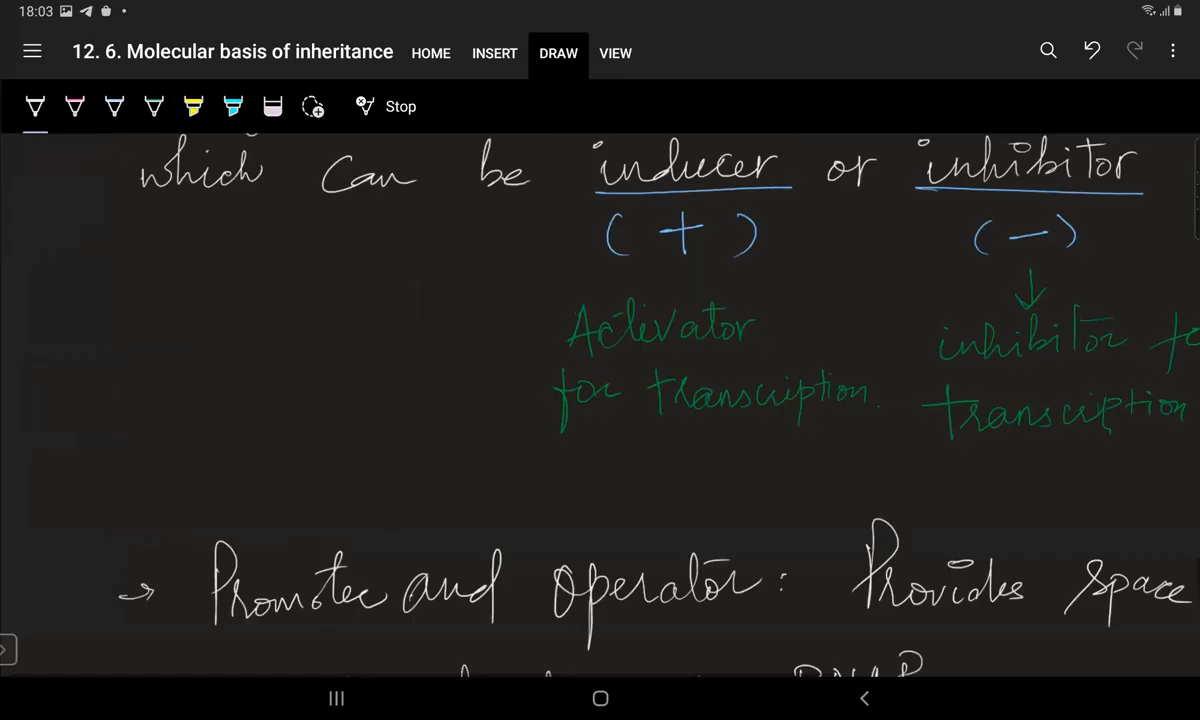 18:03
12. 6. Molecular basis of inheritance HOME INSERT DRAW VIEW
Stop
which can be inducer or inhibitor
( + ) ( – )
Activator inhibitor
for transcription. transcription
→ Promoter and operator : Provides space